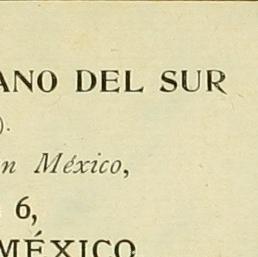 ANO DEL SUR
).
n México,
6,
MÉXICO